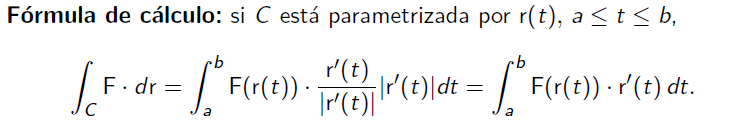 Fórmula de cálculo: si C está parametrizada por r(t), a ≤ t ≤ b,
∫_C F · dr = ∫_a^b F(r(t)) · r′(t)/|r′(t)| |r′(t)|dt = ∫_a^b F(r(t)) · r′(t) dt.